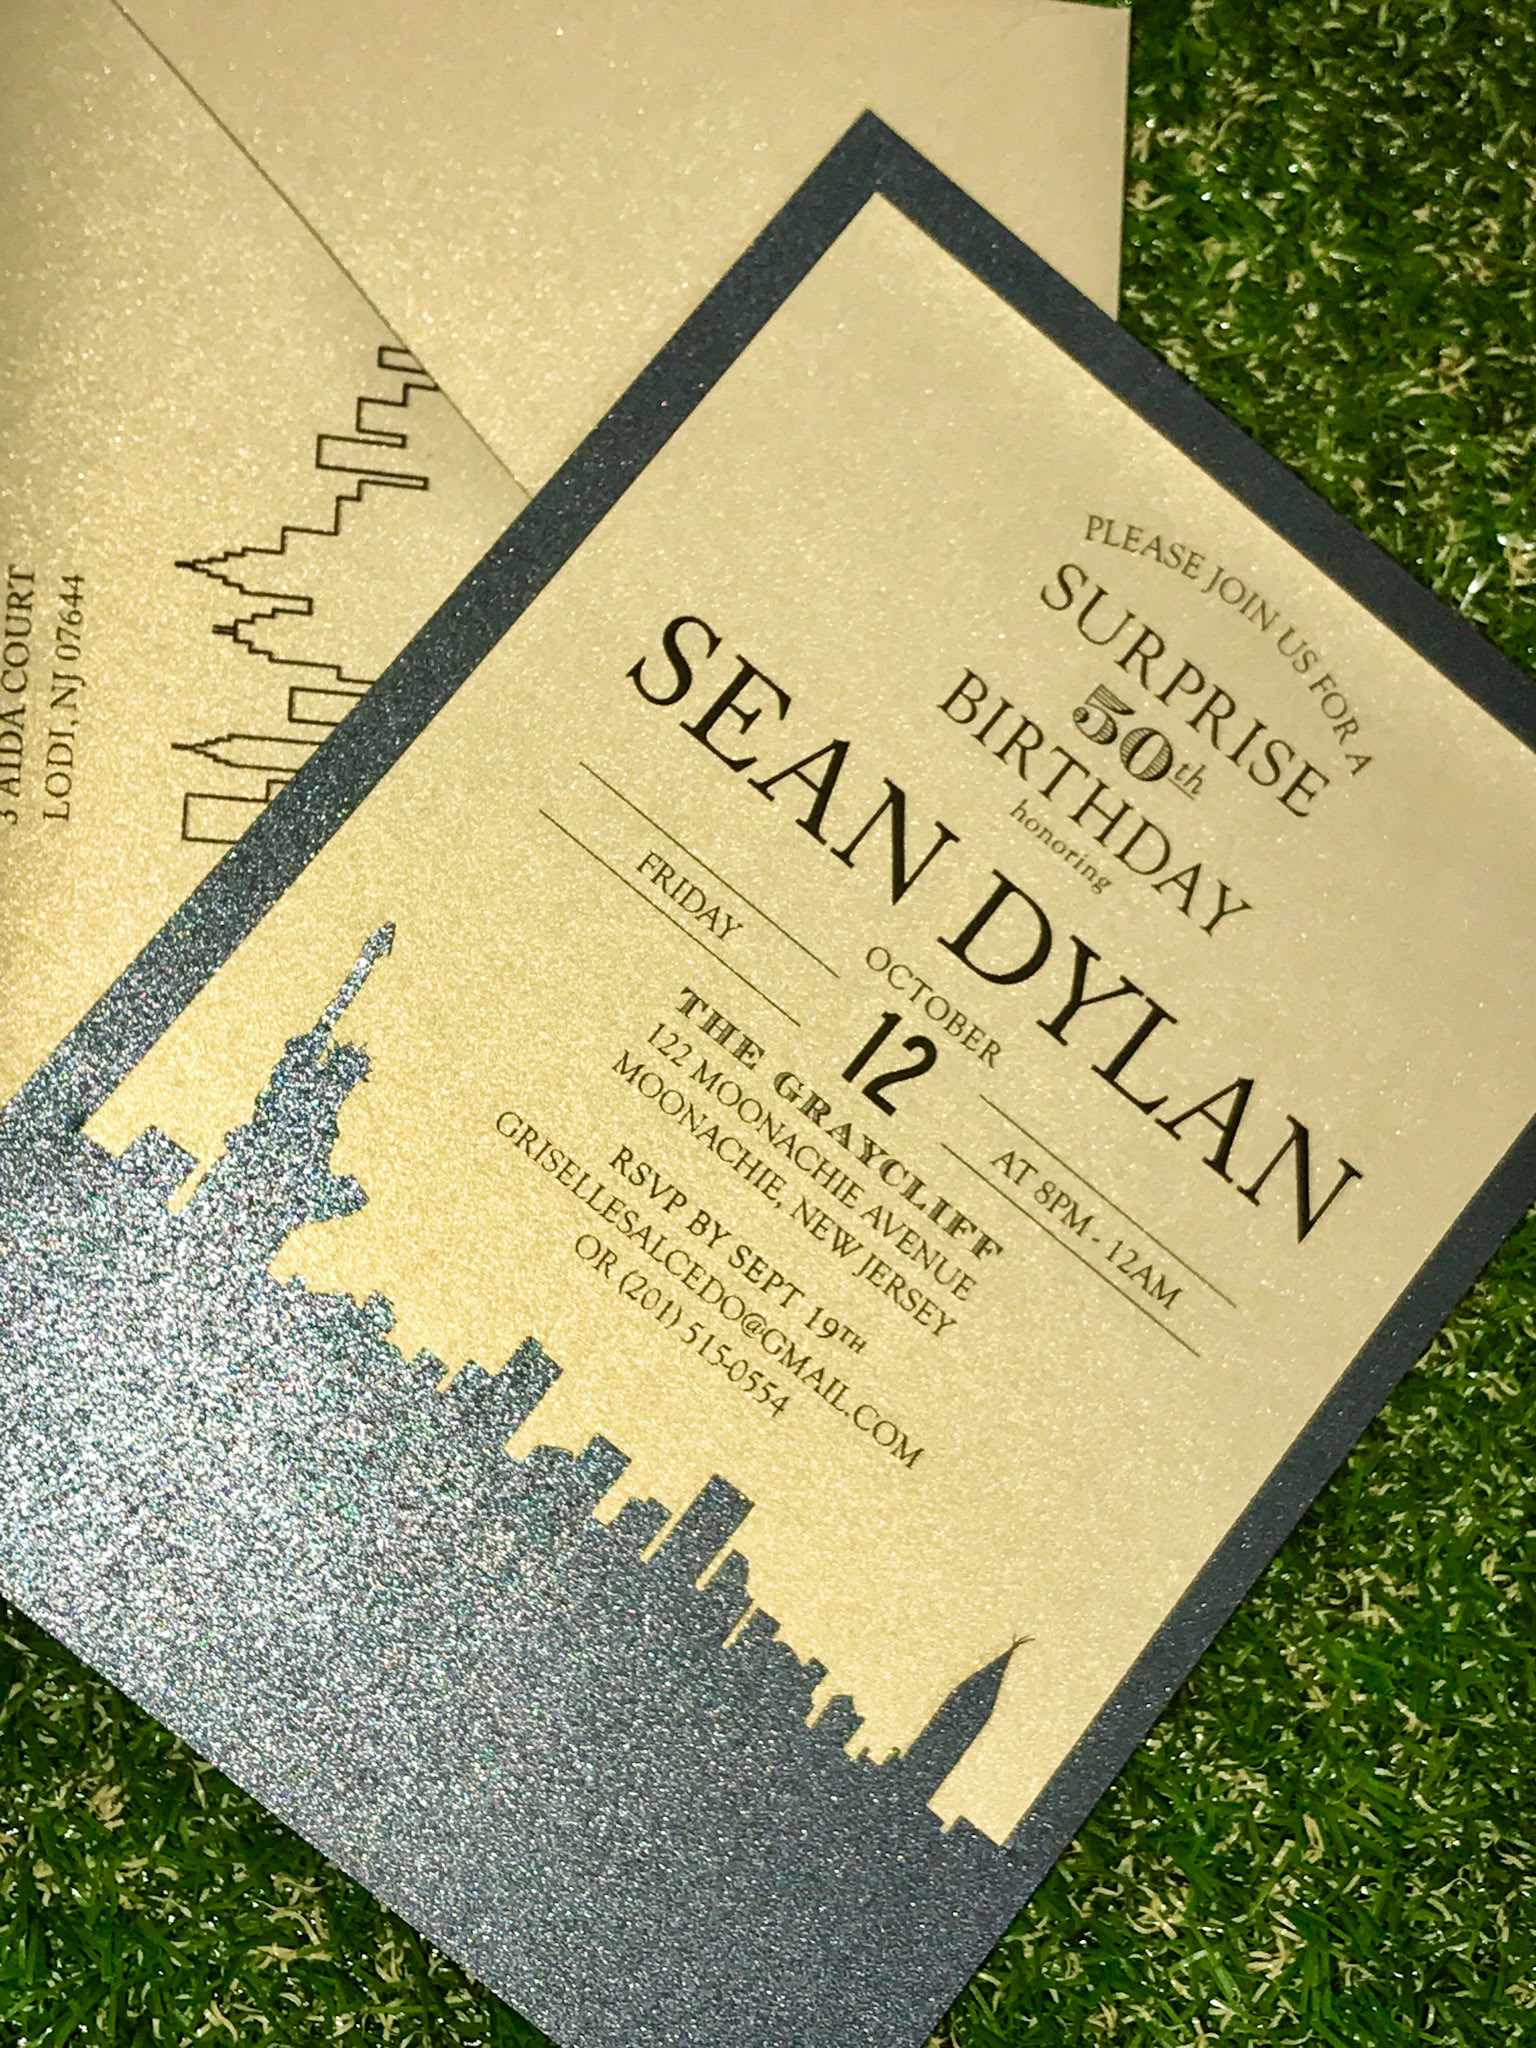 PLEASE JOIN US FOR A
SURPRISE
50th
BIRTHDAY
honoring
SEAN DYLAN
FRIDAY
OCTOBER
12
AT 8PM - 12AM
THE GRAYCLIFF
122 MOONACHIE AVENUE
MOONACHIE, NEW JERSEY
RSVP BY SEPT 19TH
GRISELLESALCEDO@GMAIL.COM
OR (201) 515-0554
3 AIDA COURT
LODI, NJ 07644